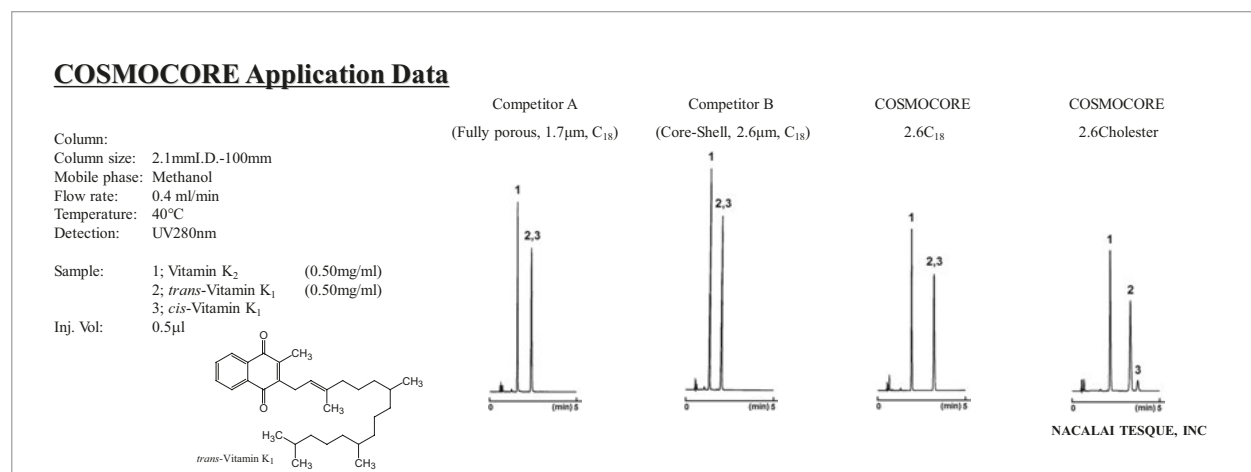 COSMOCORE Application Data
Column:
Column size: 2.1mmI.D.-100mm
Mobile phase: Methanol
Flow rate: 0.4 ml/min
Temperature: 40°C
Detection: UV280nm
Sample: 1; Vitamin K₂ (0.50mg/ml)
2; trans-Vitamin K₁ (0.50mg/ml)
3; cis-Vitamin K₁
Inj. Vol: 0.5µl
O
CH₃
O
CH₃
CH₃
H₃C
CH₃
CH₃
trans-Vitamin K₁
Competitor A
(Fully porous, 1.7µm, C₁₈)
1
2,3
0 (min) 5
Competitor B
(Core-Shell, 2.6µm, C₁₈)
1
2,3
0 (min) 5
COSMOCORE
2.6C₁₈
1
2,3
0 (min) 5
COSMOCORE
2.6Cholester
1
2
3
0 (min) 5
NACALAI TESQUE, INC